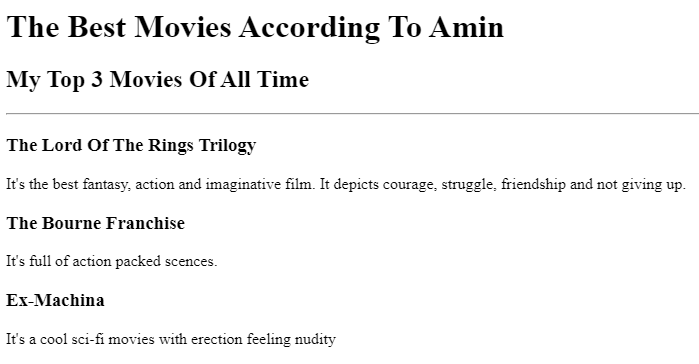 The Best Movies According To Amin
My Top 3 Movies Of All Time
The Lord Of The Rings Trilogy
It's the best fantasy, action and imaginative film. It depicts courage, struggle, friendship and not giving up.
The Bourne Franchise
It's full of action packed scences.
Ex-Machina
It's a cool sci-fi movies with erection feeling nudity